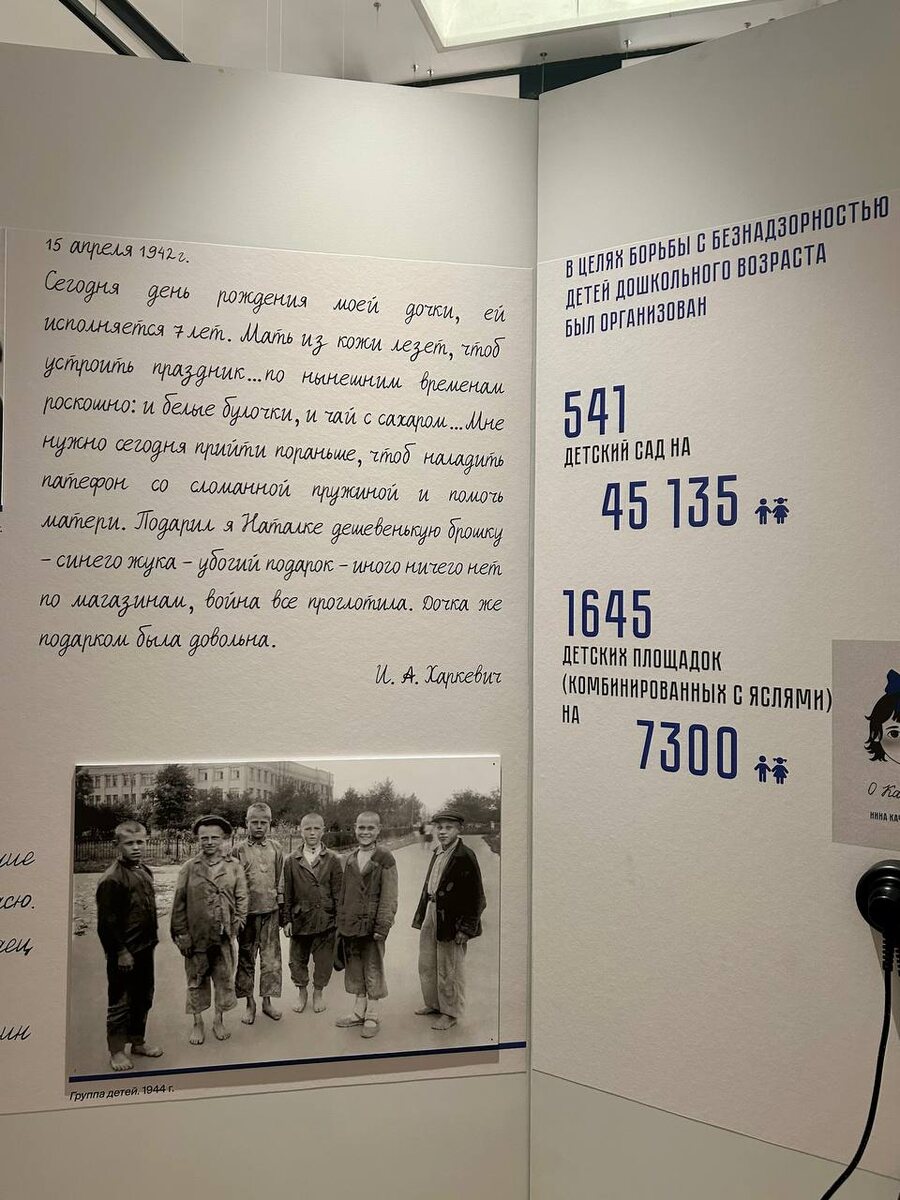 15 апреля 1942 г.
Сегодня день рождения моей дочки, ей
исполняется 7 лет. Мать из кожи лезет, чтоб
устроить праздник...по нынешним временам
роскошно: и белые булочки, и чай с сахаром...Мне
нужно сегодня прийти пораньше, чтоб наладить
патефон со сломанной пружиной и помочь
матери. Подарил я Наталке дешевенькую брошку
– синего жука – убогий подарок – иного ничего нет
по магазинам, война все проглотила. Дочка же
подарком была довольна.
И. А. Харкевич
Группа детей. 1944 г.
В ЦЕЛЯХ БОРЬБЫ С БЕЗНАДЗОРНОСТЬЮ
ДЕТЕЙ ДОШКОЛЬНОГО ВОЗРАСТА
БЫЛ ОРГАНИЗОВАН
541
ДЕТСКИЙ САД НА
45 135
1645
ДЕТСКИХ ПЛОЩАДОК
(КОМБИНИРОВАННЫХ С ЯСЛЯМИ)
НА
7300
О
НИНА